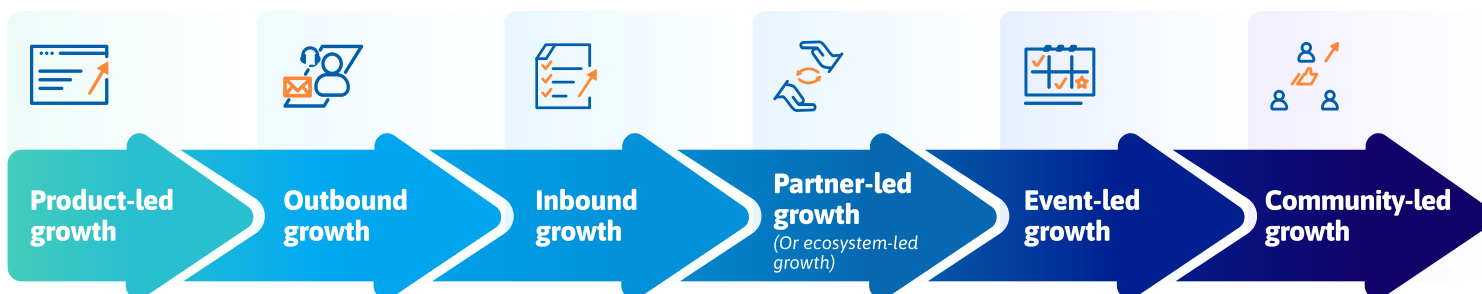 Product-led
growth
Outbound
growth
Inbound
growth
Partner-led
growth
(Or ecosystem-led
growth)
Event-led
growth
Community-led
growth